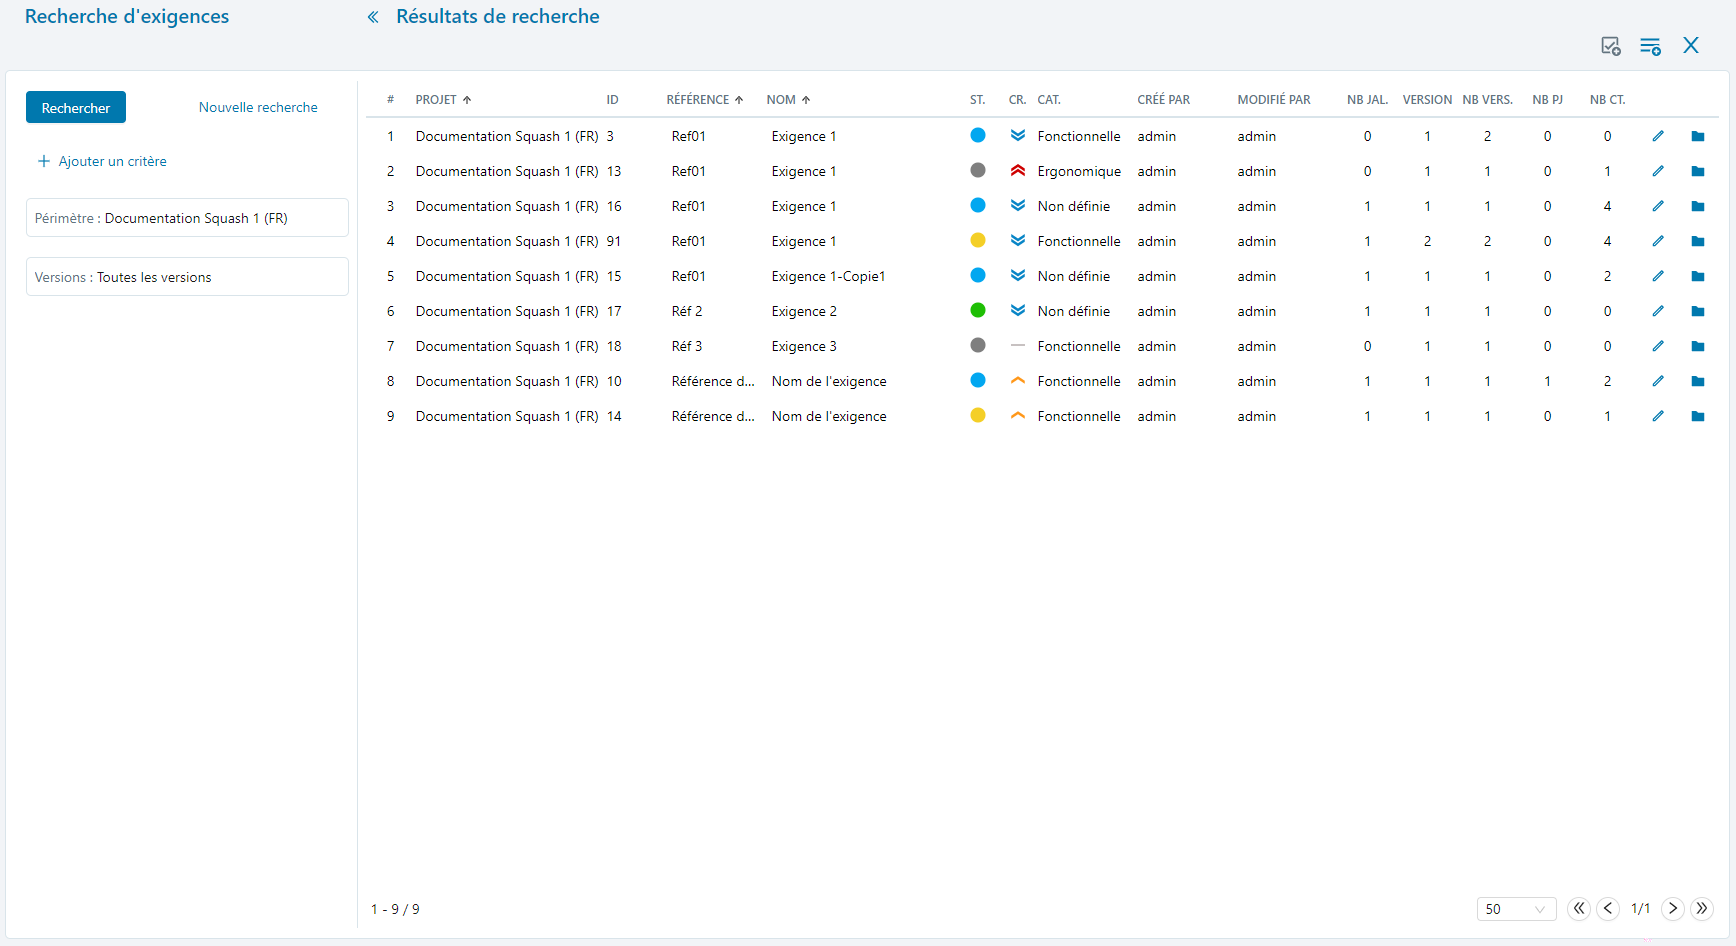 Recherche d'exigences
Résultats de recherche
Rechercher
Nouvelle recherche
Ajouter un critère
Périmètre : Documentation Squash 1 (FR)
Versions : Toutes les versions
# PROJET ID RÉFÉRENCE NOM ST. CR. CAT. CRÉÉ PAR MODIFIÉ PAR NB JAL. VERSION NB VERS. NB PJ NB CT.
1 Documentation Squash 1 (FR) 3 Ref01 Exigence 1 Fonctionnelle admin admin 0 1 2 0 0
2 Documentation Squash 1 (FR) 13 Ref01 Exigence 1 Ergonomique admin admin 0 1 1 0 1
3 Documentation Squash 1 (FR) 16 Ref01 Exigence 1 Non définie admin admin 1 1 1 0 4
4 Documentation Squash 1 (FR) 91 Ref01 Exigence 1 Fonctionnelle admin admin 1 2 2 0 4
5 Documentation Squash 1 (FR) 15 Ref01 Exigence 1-Copie1 Non définie admin admin 1 1 1 0 2
6 Documentation Squash 1 (FR) 17 Réf 2 Exigence 2 Non définie admin admin 1 1 1 0 0
7 Documentation Squash 1 (FR) 18 Réf 3 Exigence 3 Fonctionnelle admin admin 0 1 1 0 0
8 Documentation Squash 1 (FR) 10 Référence d... Nom de l'exigence Fonctionnelle admin admin 1 1 1 1 2
9 Documentation Squash 1 (FR) 14 Référence d... Nom de l'exigence Fonctionnelle admin admin 1 1 1 0 1
1 - 9 / 9
50
1/1